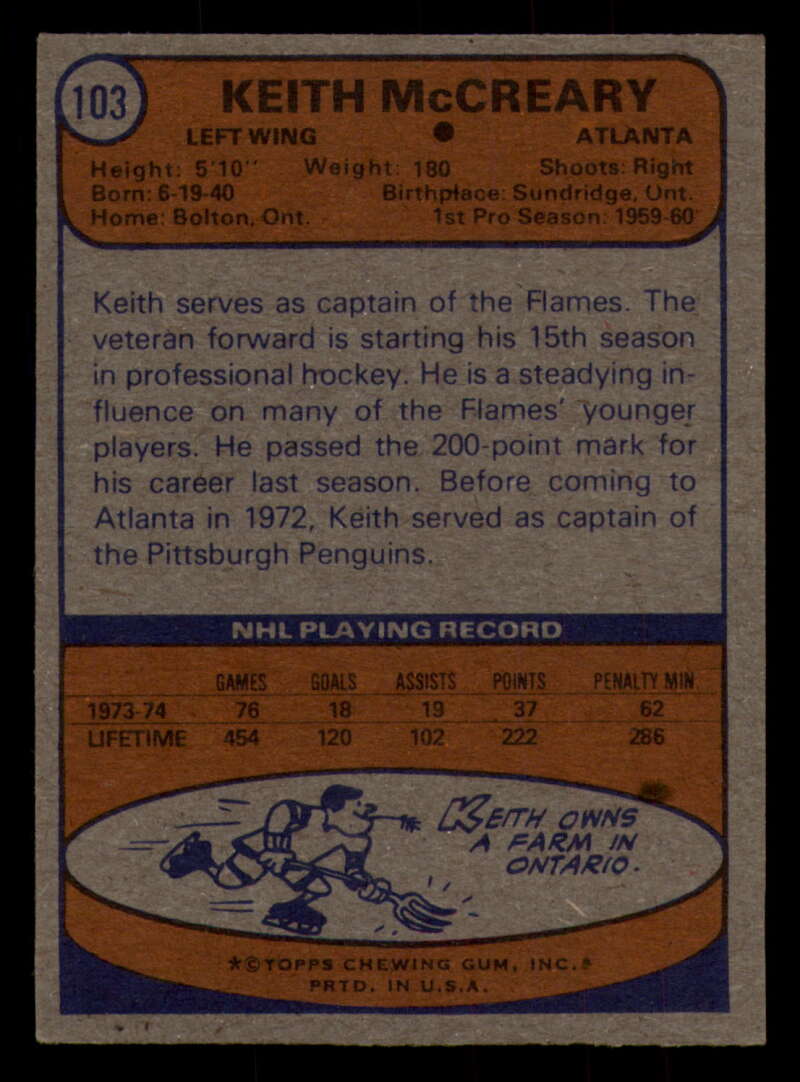 103
KEITH McCREARY
LEFT WING ● ATLANTA
Height: 5'10" Weight: 180 Shoots: Right
Born: 6-19-40 Birthplace: Sundridge, Ont.
Home: Bolton, Ont. 1st Pro Season: 1959-60
Keith serves as captain of the Flames. The
veteran forward is starting his 15th season
in professional hockey. He is a steadying in-
fluence on many of the Flames' younger
players. He passed the 200-point mark for
his career last season. Before coming to
Atlanta in 1972, Keith served as captain of
the Pittsburgh Penguins.
NHL PLAYING RECORD
GAMES GOALS ASSISTS POINTS PENALTY MIN
1973-74 76 18 19 37 62
LIFETIME 454 120 102 222 286
KEITH OWNS
A FARM IN
ONTARIO.
*©TOPPS CHEWING GUM, INC.*
PRTD. IN U.S.A.